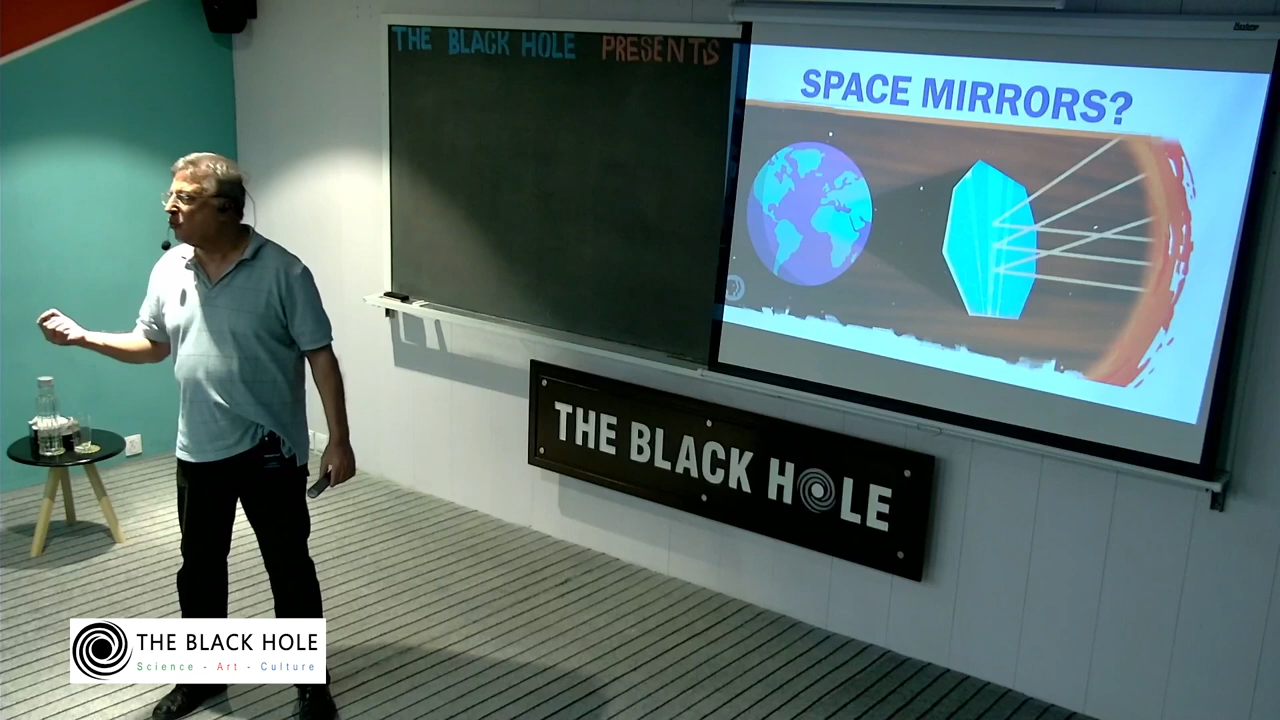 THE BLACK HOLE PRESENTS
SPACE MIRRORS?
THE BLACK HOLE
THE BLACK HOLE
Science - Art - Culture